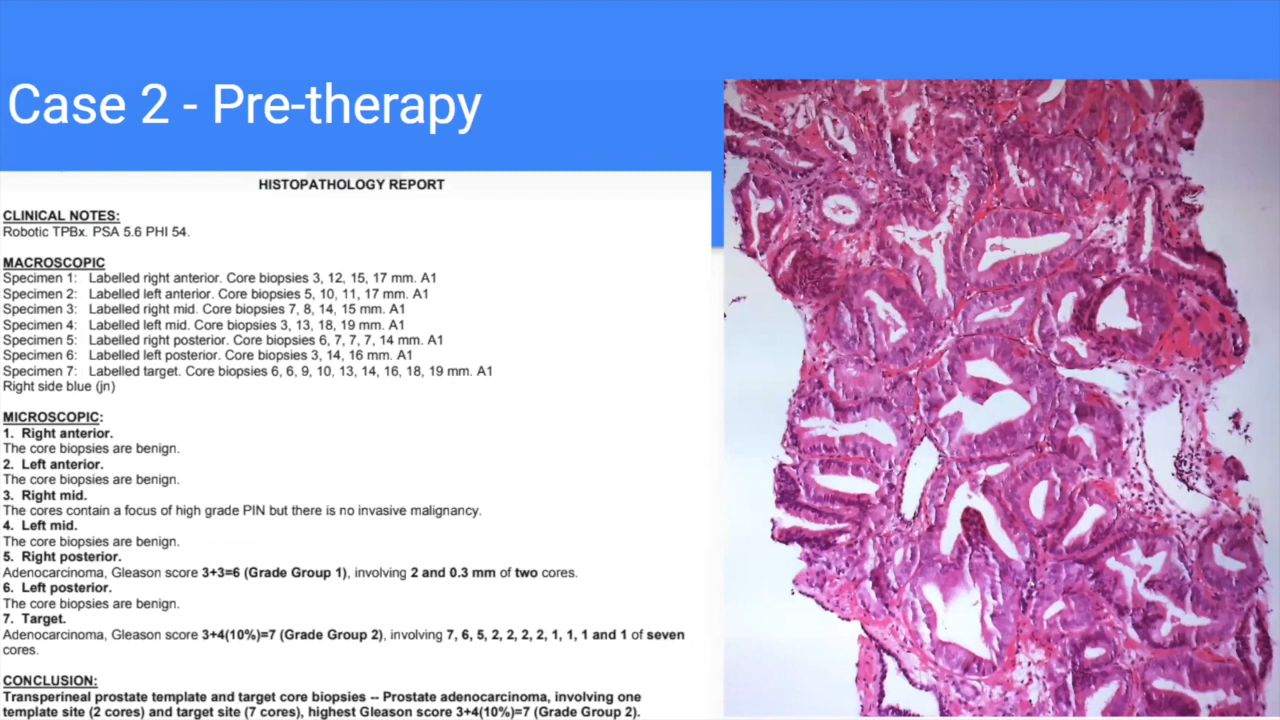 Case 2 - Pre-therapy
HISTOPATHOLOGY REPORT
CLINICAL NOTES:
Robotic TPBx. PSA 5.6 PHI 54.
MACROSCOPIC
Specimen 1: Labelled right anterior. Core biopsies 3, 12, 15, 17 mm. A1
Specimen 2: Labelled left anterior. Core biopsies 5, 10, 11, 17 mm. A1
Specimen 3: Labelled right mid. Core biopsies 7, 8, 14, 15 mm. A1
Specimen 4: Labelled left mid. Core biopsies 3, 13, 18, 19 mm. A1
Specimen 5: Labelled right posterior. Core biopsies 6, 7, 7, 7, 14 mm. A1
Specimen 6: Labelled left posterior. Core biopsies 3, 14, 16 mm. A1
Specimen 7: Labelled target. Core biopsies 6, 6, 9, 10, 13, 14, 16, 18, 19 mm. A1
Right side blue (jn)
MICROSCOPIC:
1. Right anterior.
The core biopsies are benign.
2. Left anterior.
The core biopsies are benign.
3. Right mid.
The cores contain a focus of high grade PIN but there is no invasive malignancy.
4. Left mid.
The core biopsies are benign.
5. Right posterior.
Adenocarcinoma, Gleason score 3+3=6 (Grade Group 1), involving 2 and 0.3 mm of two cores.
6. Left posterior.
The core biopsies are benign.
7. Target.
Adenocarcinoma, Gleason score 3+4(10%)=7 (Grade Group 2), involving 7, 6, 5, 2, 2, 2, 2, 1, 1, 1 and 1 of seven
cores.
CONCLUSION:
Transperineal prostate template and target core biopsies -- Prostate adenocarcinoma, involving one
template site (2 cores) and target site (7 cores), highest Gleason score 3+4(10%)=7 (Grade Group 2).